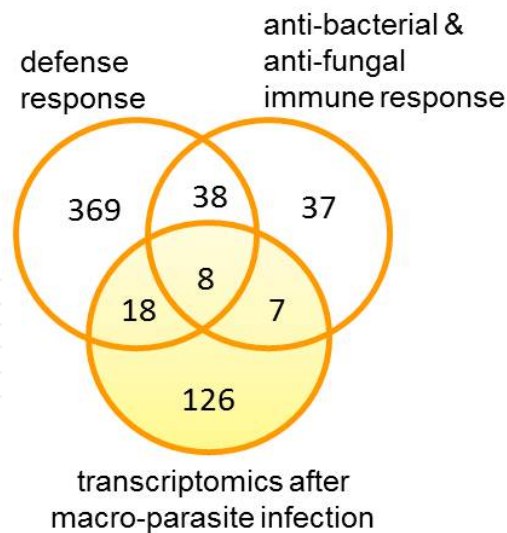 anti-bacterial &
defense anti-fungal
response immune response
369 38 37
8
18 7
126
transcriptomics after
macro-parasite infection